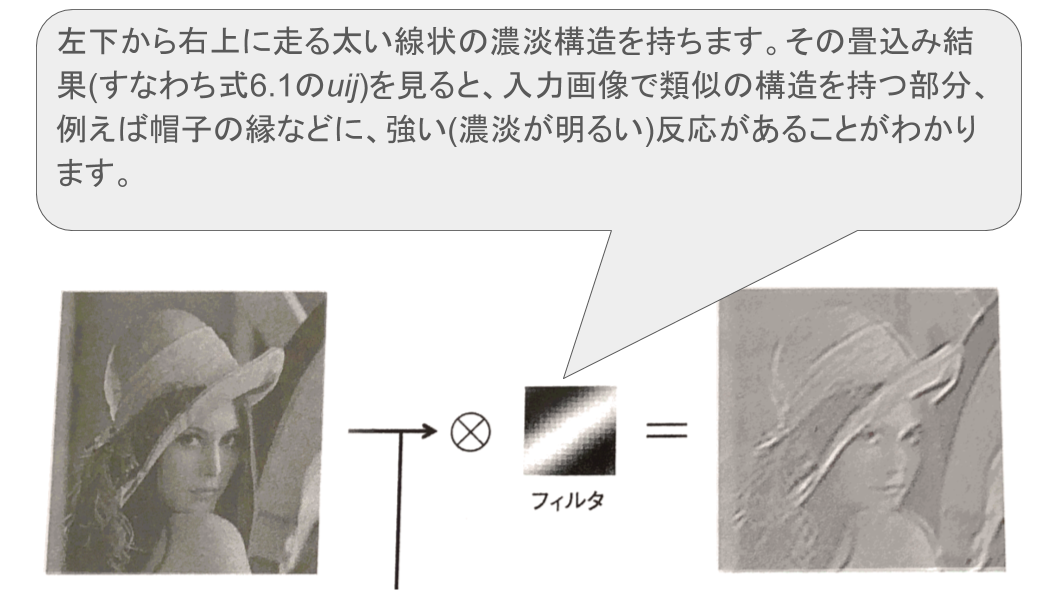 左下から右上に走る太い線状の濃淡構造を持ちます。その畳込み結
果(すなわち式6.1のuij)を見ると、入力画像で類似の構造を持つ部分、
例えば帽子の縁などに、強い(濃淡が明るい)反応があることがわかり
ます。
フィルタ